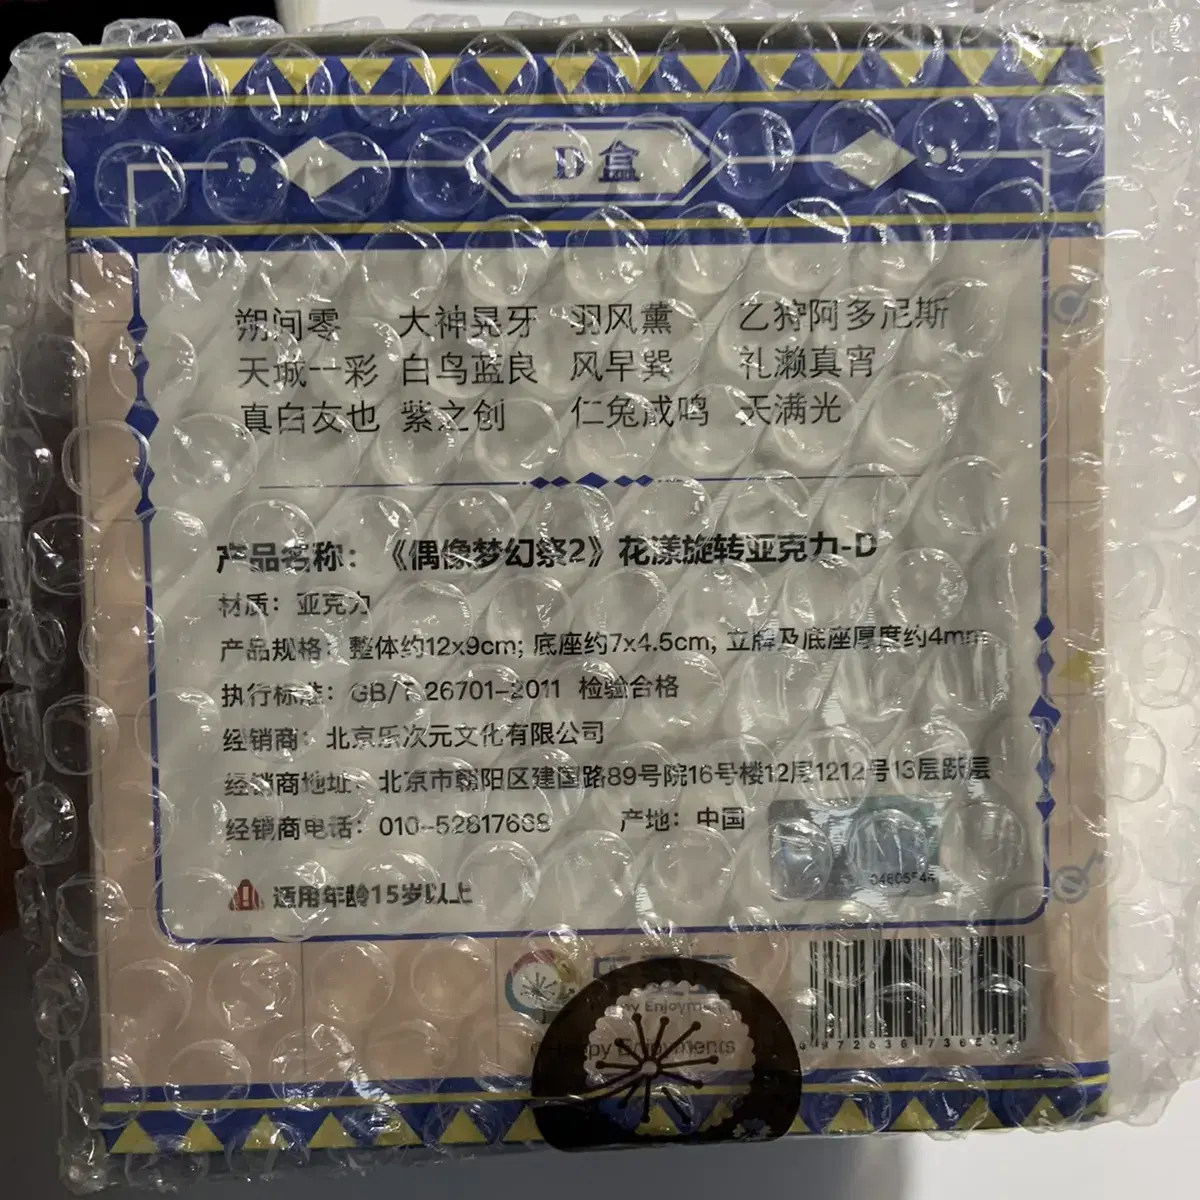 D盒
朔间零 大神晃牙 羽风薰 乙狩阿多尼斯
天城一彩 白鸟蓝良 风早巽 礼濑真宵
真白友也 紫之创 仁兔成鸣 天满光
产品名称：《偶像梦幻祭2》花漾旋转亚克力-D
材质：亚克力
产品规格：整体约12x9cm; 底座约7x4.5cm; 立牌及底座厚度约4mm
执行标准：GB/T 26701-2011 检验合格
经销商：北京乐次元文化有限公司
经销商地址：北京市朝阳区建国路89号院16号楼12层1212号13层跃层
经销商电话：010-52817668 产地：中国
适用年龄15岁以上
Enjoyments